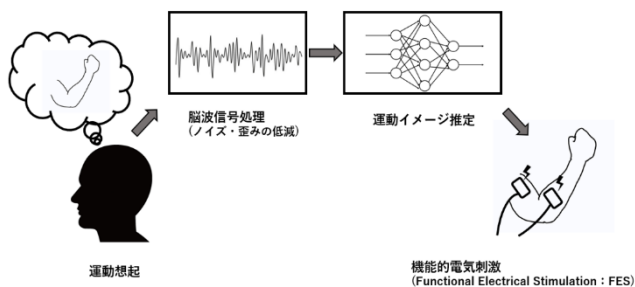 脳波信号処理
(ノイズ・歪みの低減)
運動イメージ推定
運動想起
機能的電気刺激
(Functional Electrical Stimulation：FES)